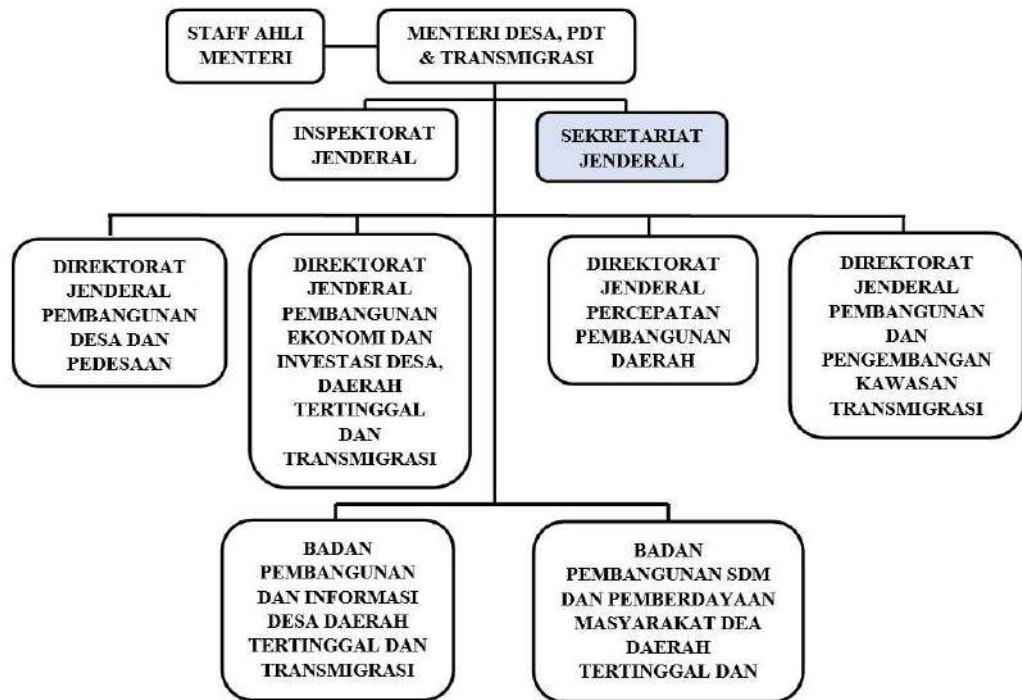 STAFF AHLI
MENTERI
MENTERI DESA, PDT
& TRANSMIGRASI
INSPEKTORAT
JENDERAL
SEKRETARIAT
JENDERAL
DIREKTORAT
JENDERAL
PEMBANGUNAN
DESA DAN
PEDESAAN
DIREKTORAT
JENDERAL
PEMBANGUNAN
EKONOMI DAN
INVESTASI DESA,
DAERAH
TERTINGGAL
DAN
TRANSMIGRASI
DIREKTORAT
JENDERAL
PERCEPATAN
PEMBANGUNAN
DAERAH
DIREKTORAT
JENDERAL
PEMBANGUNAN
DAN
PENGEMBANGAN
KAWASAN
TRANSMIGRASI
BADAN
PEMBANGUNAN
DAN INFORMASI
DESA DAERAH
TERTINGGAL DAN
TRANSMIGRASI
BADAN
PEMBANGUNAN SDM
DAN PEMBERDAYAAN
MASYARAKAT DEA
DAERAH
TERTINGGAL DAN